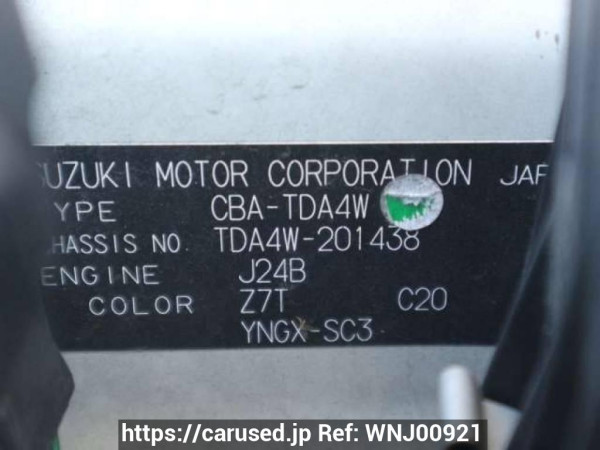 SUZUKI MOTOR CORPORATION JAP
TYPE CBA-TDA4W
CHASSIS NO. TDA4W-201438
ENGINE J24B
COLOR Z7T C20
YNGX-SC3
https://carused.jp Ref: WNJ00921